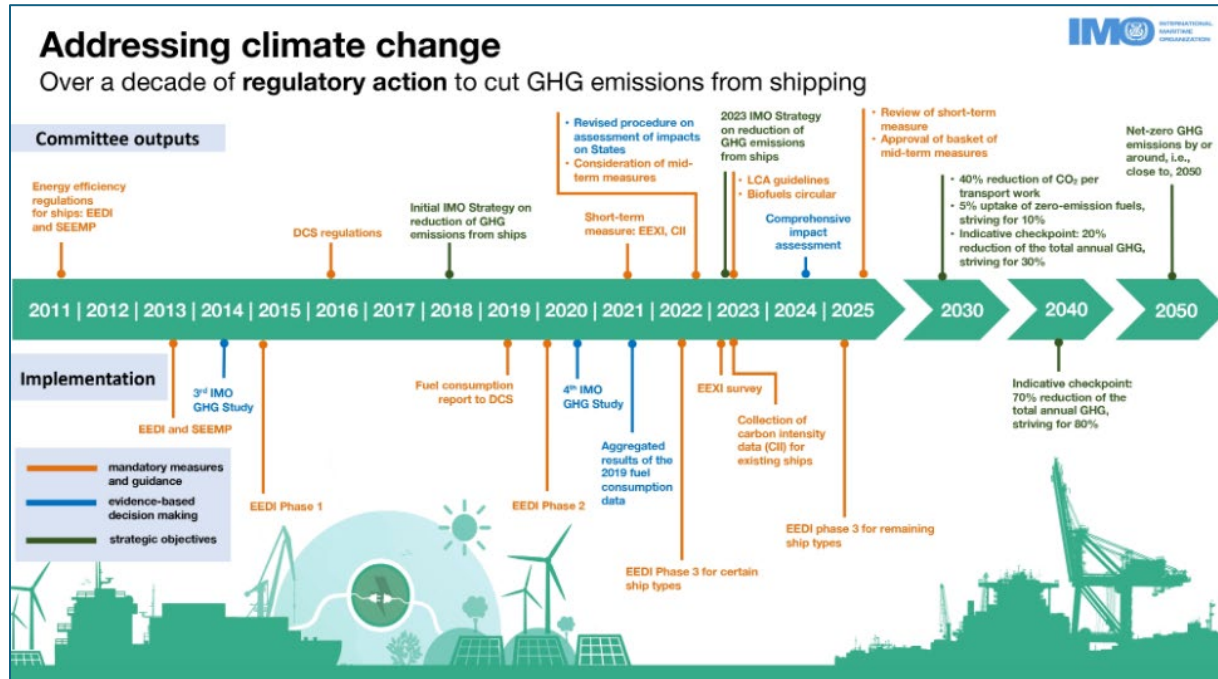 Addressing climate change
Over a decade of regulatory action to cut GHG emissions from shipping
IMO
INTERNATIONAL
MARITIME
ORGANIZATION
Committee outputs
Energy efficiency
regulations
for ships: EEDI
and SEEMP
DCS regulations
Initial IMO Strategy on
reduction of GHG
emissions from ships
• Revised procedure on
assessment of impacts
on States
• Consideration of mid-
term measures
Short-term
measure: EEXI, CII
2023 IMO Strategy
on reduction of
GHG emissions
from ships
• LCA guidelines
• Biofuels circular
Comprehensive
impact
assessment
• Review of short-term
measure
• Approval of basket of
mid-term measures
• 40% reduction of CO₂ per
transport work
• 5% uptake of zero-emission fuels,
striving for 10%
• Indicative checkpoint: 20%
reduction of the total annual GHG,
striving for 30%
Net-zero GHG
emissions by or
around, i.e.,
close to, 2050
2011 | 2012 | 2013 | 2014 | 2015 | 2016 | 2017 | 2018 | 2019 | 2020 | 2021 | 2022 | 2023 | 2024 | 2025
2030
2040
2050
Implementation
EEDI and SEEMP
3rd IMO
GHG Study
EEDI Phase 1
Fuel consumption
report to DCS
EEDI Phase 2
4th IMO
GHG Study
Aggregated
results of the
2019 fuel
consumption
data
EEDI Phase 3 for certain
ship types
EEXI survey
Collection of
carbon intensity
data (CII) for
existing ships
EEDI phase 3 for remaining
ship types
Indicative checkpoint:
70% reduction of the
total annual GHG,
striving for 80%
mandatory measures
and guidance
evidence-based
decision making
strategic objectives